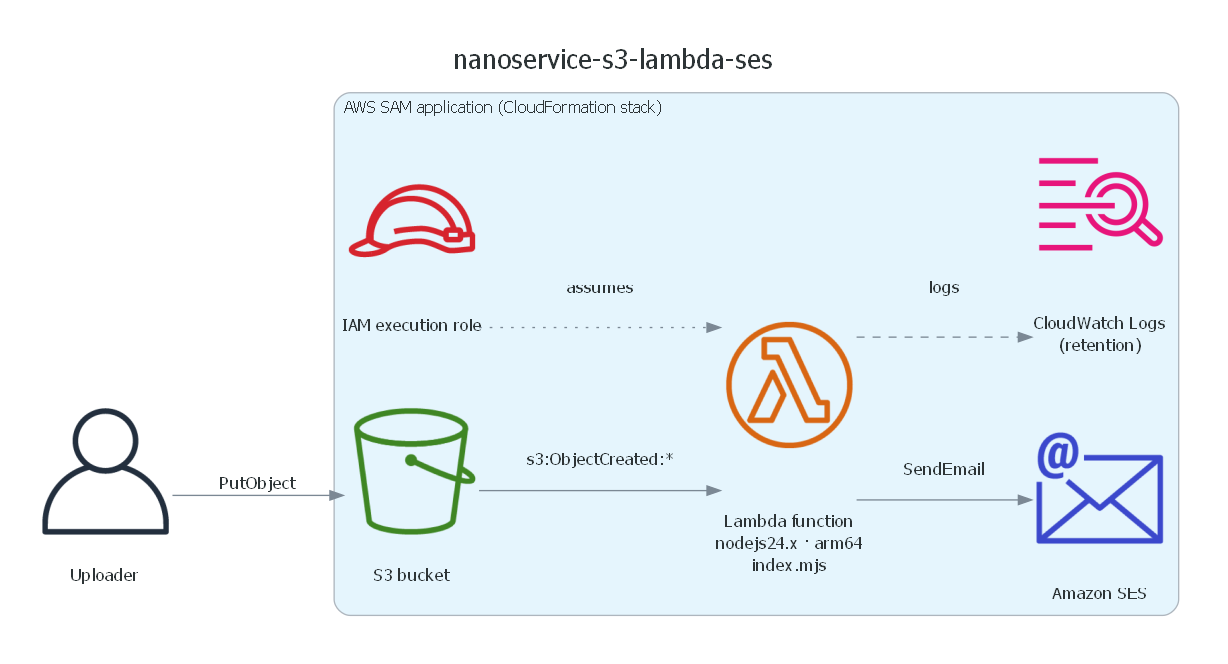 nanoservice-s3-lambda-ses
AWS SAM application (CloudFormation stack)
assumes
logs
IAM execution role
CloudWatch Logs
(retention)
s3:ObjectCreated:*
SendEmail
PutObject
Lambda function
nodejs24.x · arm64
index.mjs
Uploader
S3 bucket
Amazon SES
@